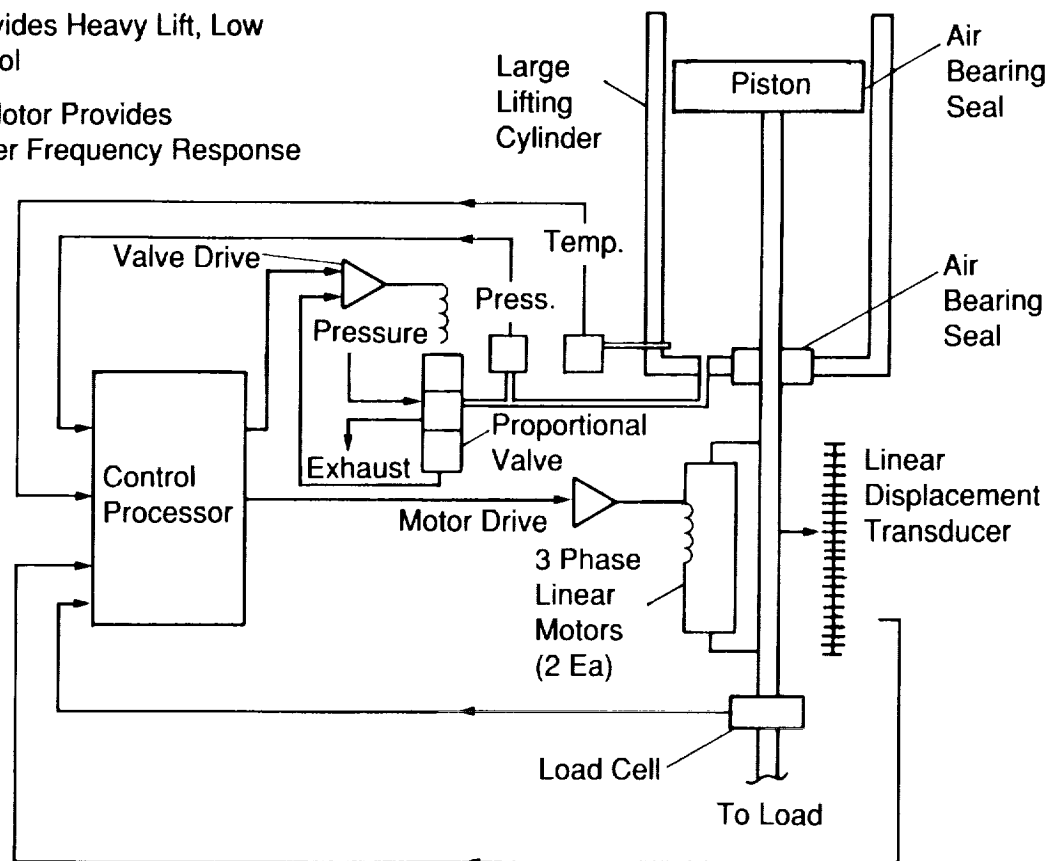 vides Heavy Lift, Low
ol
otor Provides
er Frequency Response
Large
Lifting
Cylinder
Piston
Air
Bearing
Seal
Temp.
Valve Drive
Press.
Pressure
Air
Bearing
Seal
Proportional
Valve
Exhaust
Control
Processor
Motor Drive
Linear
Displacement
Transducer
3 Phase
Linear
Motors
(2 Ea)
Load Cell
To Load